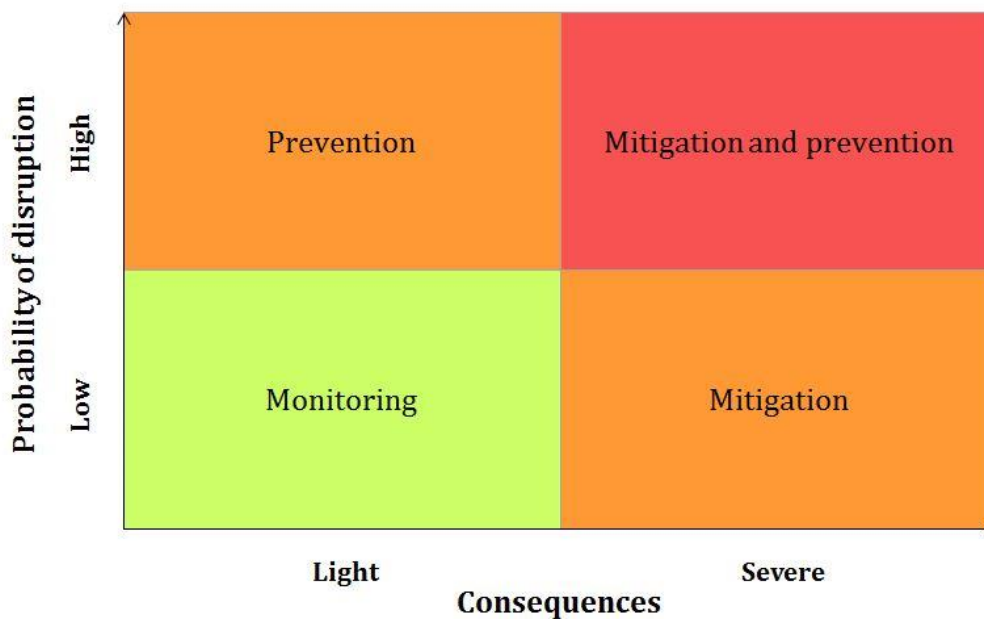 Probability of disruption
High
Prevention
Mitigation and prevention
Low
Monitoring
Mitigation
Light
Severe
Consequences